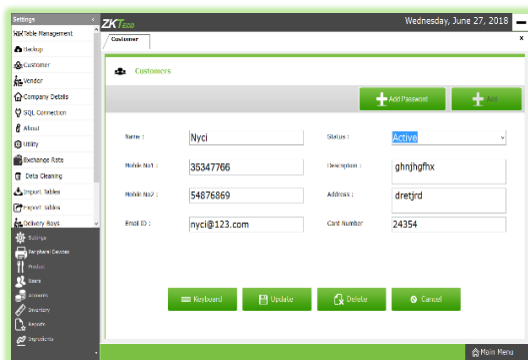 Settings
Table Management
Backup
Customer
Vendor
Company Details
SQL Connection
About
Utility
Exchange Rate
Data Cleaning
Import Tables
Export Tables
Delivery Boys
Settings
Peripheral Devices
Product
Users
Accounts
Inventory
Reports
Ingredients
ZKTeco
Wednesday, June 27, 2018
Customer
x
Customers
Add Password
Add
Name :
Nyci
Status :
Active
Mobile No1 :
35347766
Description :
ghnjhgfhx
Mobile No2 :
54876869
Address :
dretjrd
Email ID :
nyci@123.com
Card Number
24354
Keyboard
Update
Delete
Cancel
Main Menu